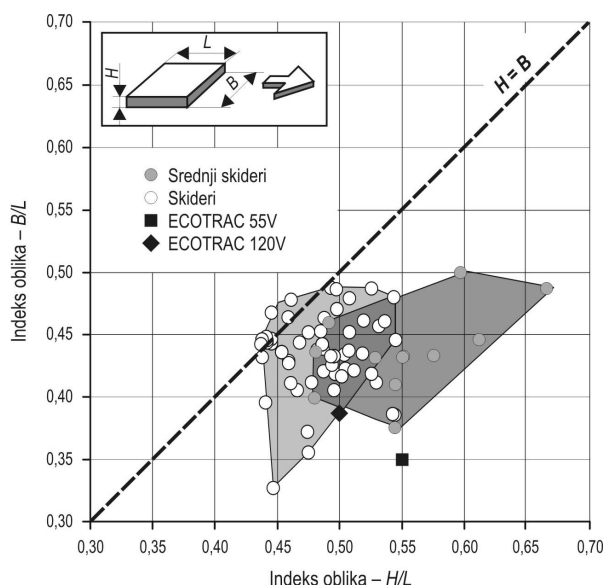 0,70
0,65
0,60
0,55
0,50
0,45
0,40
0,35
0,30
Indeks oblika – B/L
L
H
B
H = B
Srednji skideri
Skideri
ECOTRAC 55V
ECOTRAC 120V
0,30 0,35 0,40 0,45 0,50 0,55 0,60 0,65 0,70
Indeks oblika – H/L